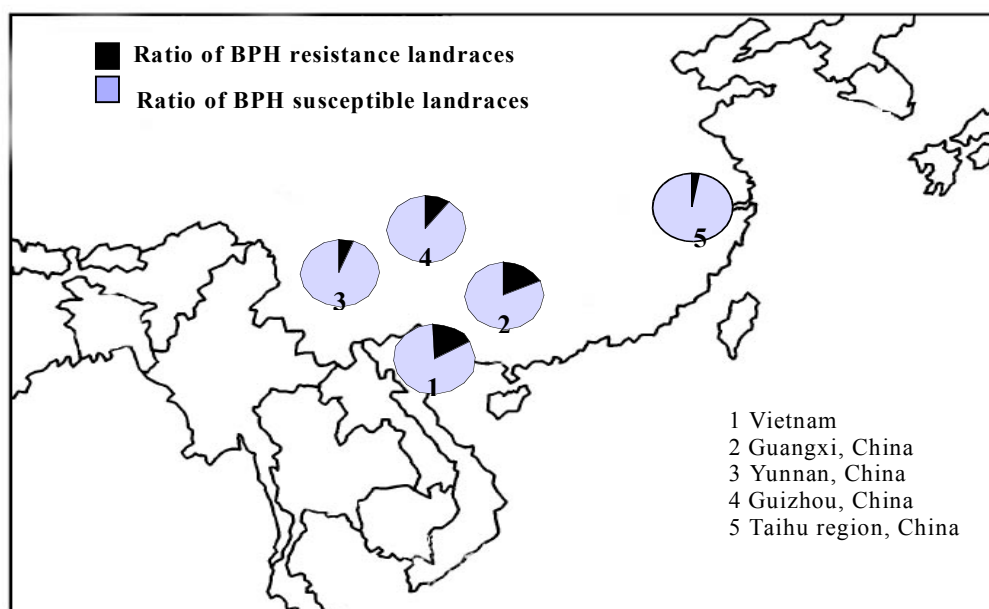 Ratio of BPH resistance landraces
Ratio of BPH susceptible landraces
5
4
3
2
1
1 Vietnam
2 Guangxi, China
3 Yunnan, China
4 Guizhou, China
5 Taihu region, China